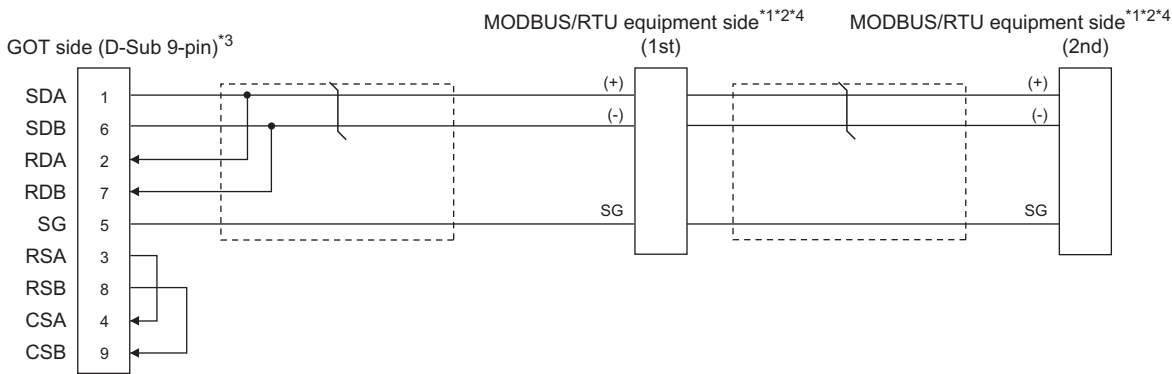 MODBUS/RTU equipment side*1*2*4
(1st)
MODBUS/RTU equipment side*1*2*4
(2nd)
GOT side (D-Sub 9-pin)*3
SDA 1 (+) (+)
SDB 6 (-) (-)
RDA 2
RDB 7
SG 5 SG SG
RSA 3
RSB 8
CSA 4
CSB 9